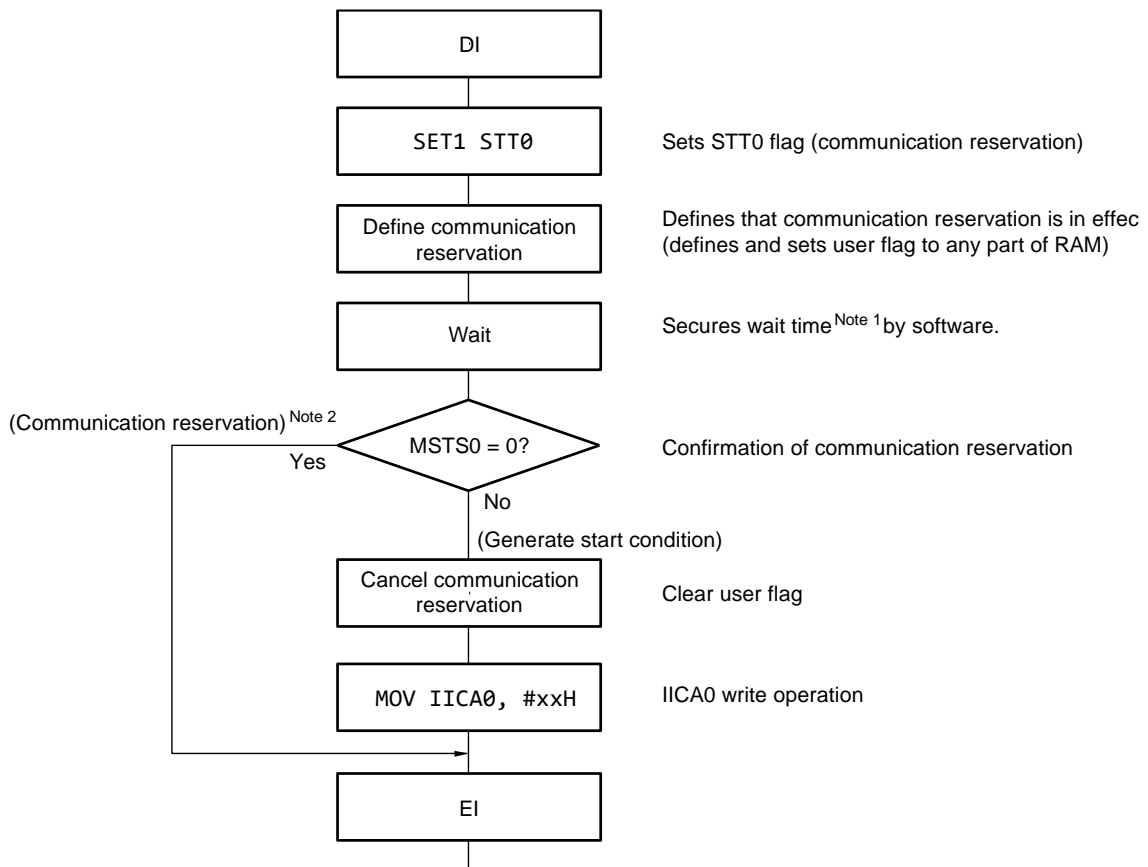 DI
SET1 STT0
Sets STT0 flag (communication reservation)
Define communication
reservation
Defines that communication reservation is in effec
(defines and sets user flag to any part of RAM)
Wait
Secures wait time Note 1 by software.
(Communication reservation) Note 2
Yes
MSTS0 = 0?
Confirmation of communication reservation
No
(Generate start condition)
Cancel communication
reservation
Clear user flag
MOV IICA0, #xxH
IICA0 write operation
EI